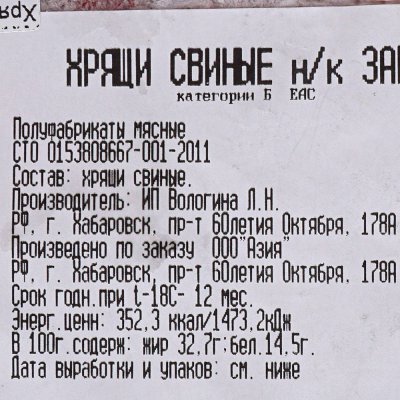 ХРЯЩИ СВИНЫЕ н/к ЗА
категории Б ЕАС
Полуфабрикаты мясные
СТО 0153808667-001-2011
Состав: хрящи свиные.
Производитель: ИП Вологина Л.Н.
РФ, г. Хабаровск, пр-т 60летия Октября, 178А
Произведено по заказу ООО"Азия"
РФ, г. Хабаровск, пр-т 60летия Октября, 178А
Срок годн.при t-18С- 12 мес.
Энерг.ценн: 352,3 ккал/1473,2кДж
В 100г.содерж: жир 32,7г:бел.14,5г.
Дата выработки и упаков: см. ниже